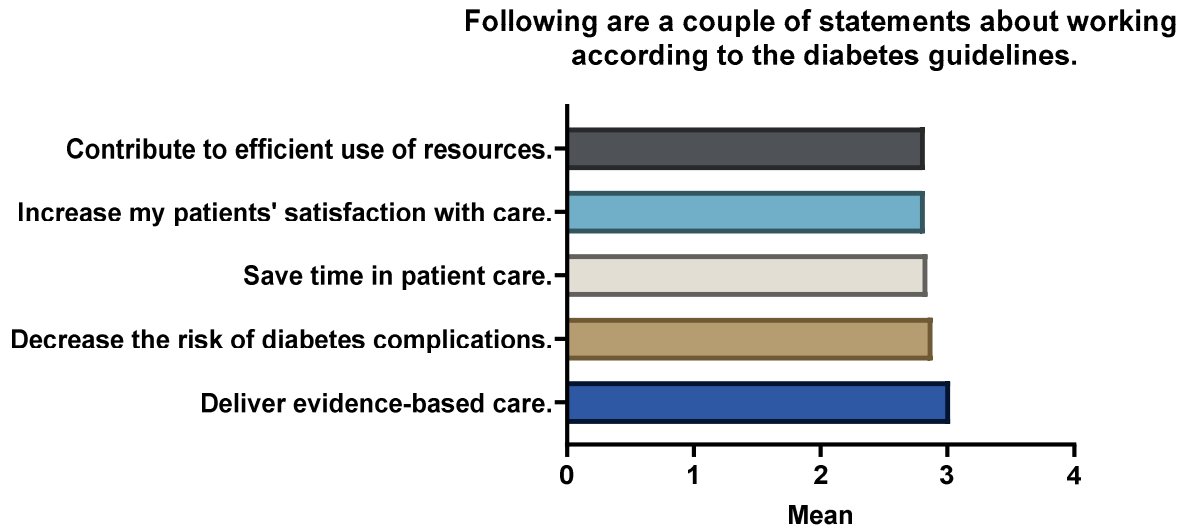 Following are a couple of statements about working
according to the diabetes guidelines.
Contribute to efficient use of resources.
Increase my patients' satisfaction with care.
Save time in patient care.
Decrease the risk of diabetes complications.
Deliver evidence-based care.
0 1 2 3 4
Mean